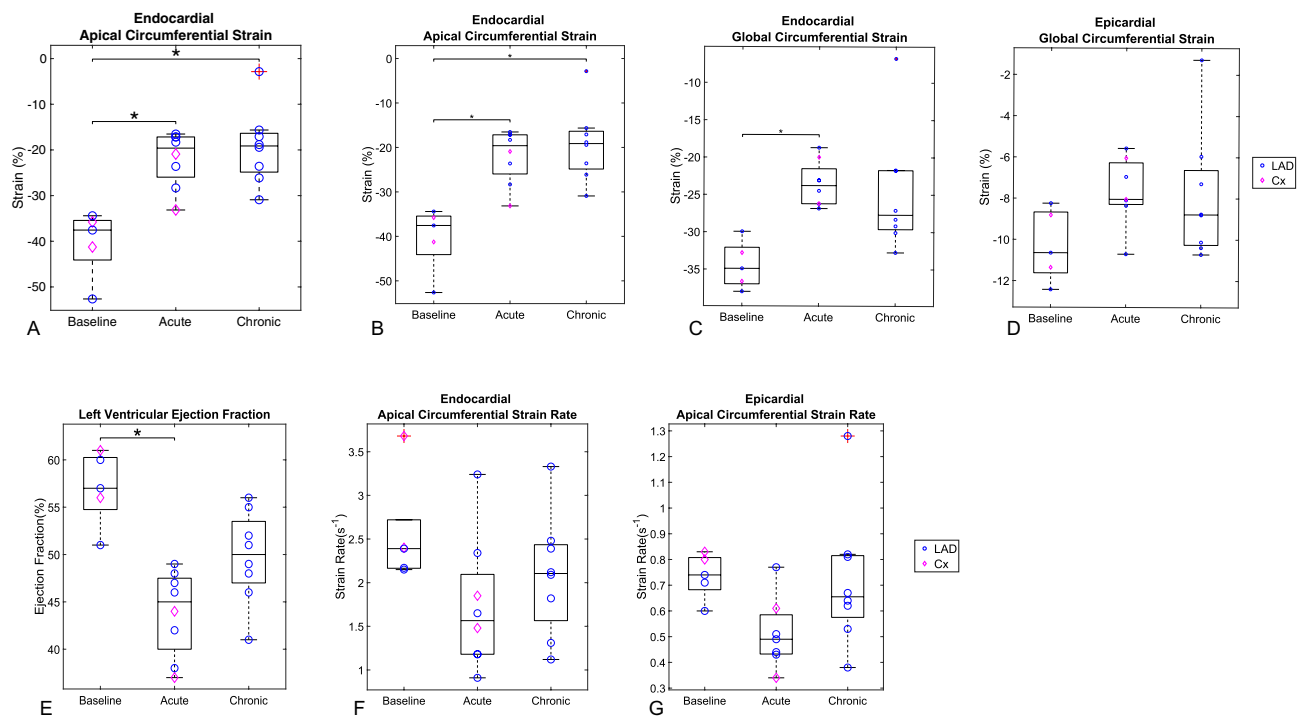 Endocardial
Apical Circumferential Strain
*
*
0
-10
-20
-30
-40
-50
Strain (%)
Baseline
Acute
Chronic
A
Endocardial
Apical Circumferential Strain
*
*
0
-10
-20
-30
-40
-50
Strain (%)
Baseline
Acute
Chronic
B
Endocardial
Global Circumferential Strain
*
-10
-15
-20
-25
-30
-35
Strain (%)
Baseline
Acute
Chronic
C
Epicardial
Global Circumferential Strain
-2
-4
-6
-8
-10
-12
Strain (%)
Baseline
Acute
Chronic
D
LAD
Cx
Left Ventricular Ejection Fraction
*
60
55
50
45
40
Ejection Fraction(%)
Baseline
Acute
Chronic
E
Endocardial
Apical Circumferential Strain Rate
3.5
3
2.5
2
1.5
1
Strain Rate(s⁻¹)
Baseline
Acute
Chronic
F
Epicardial
Apical Circumferential Strain Rate
1.3
1.2
1.1
1
0.9
0.8
0.7
0.6
0.5
0.4
0.3
Strain Rate(s⁻¹)
Baseline
Acute
Chronic
G
LAD
Cx